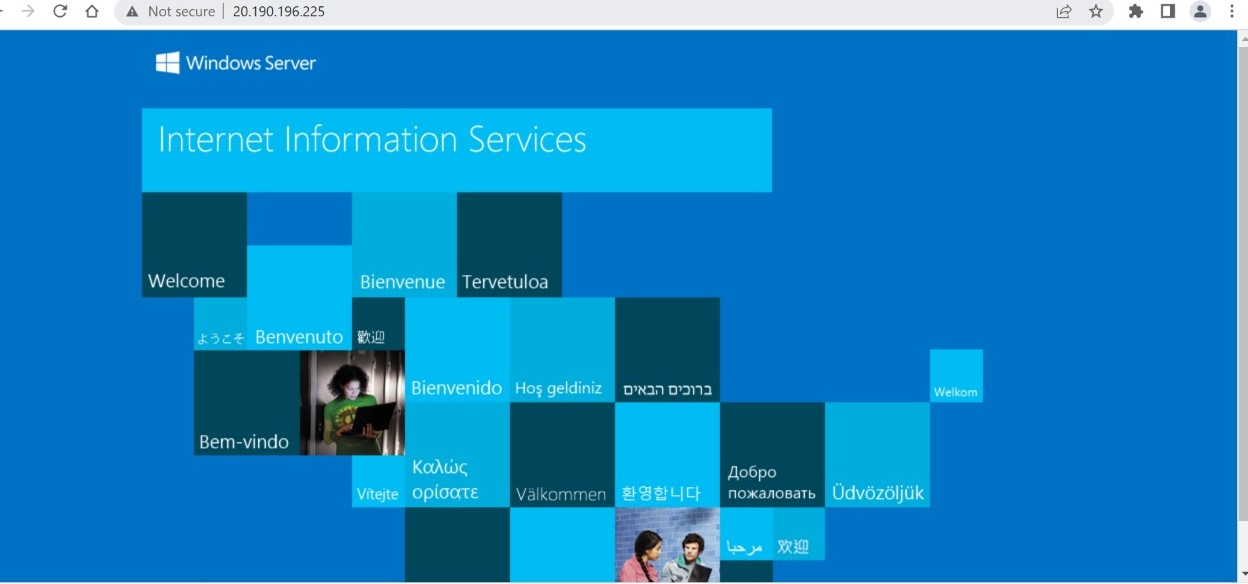 Not secure
20.190.196.225
Windows Server
Internet Information Services
Welcome
Bienvenue
Tervetuloa
ようこそ
Benvenuto
歡迎
Bienvenido
Hoş geldiniz
ברוכים הבאים
Welkom
Bem-vindo
Vítejte
Καλώς
ορίσατε
Välkommen
환영합니다
Добро
пожаловать
Üdvözöljük
مرحبا
欢迎